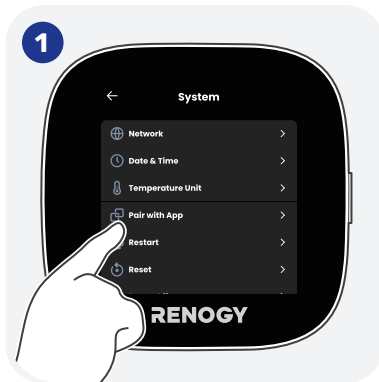 1
System
Network
Date & Time
Temperature Unit
Pair with App
Restart
Reset
RENOGY